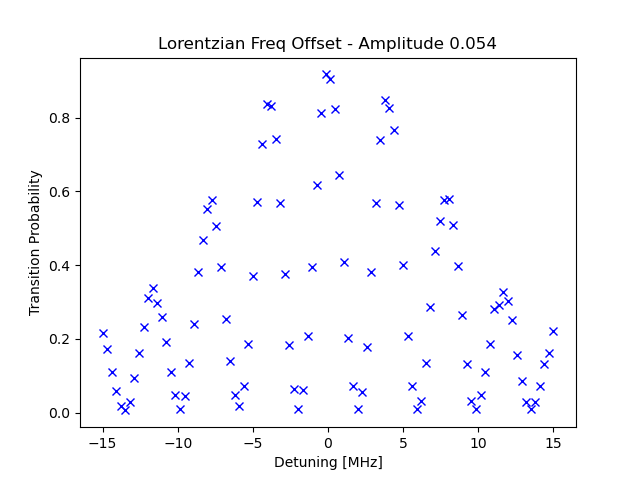 Lorentzian Freq Offset - Amplitude 0.054
Transition Probability
0.8
0.6
0.4
0.2
0.0
−15 −10 −5 0 5 10 15
Detuning [MHz]